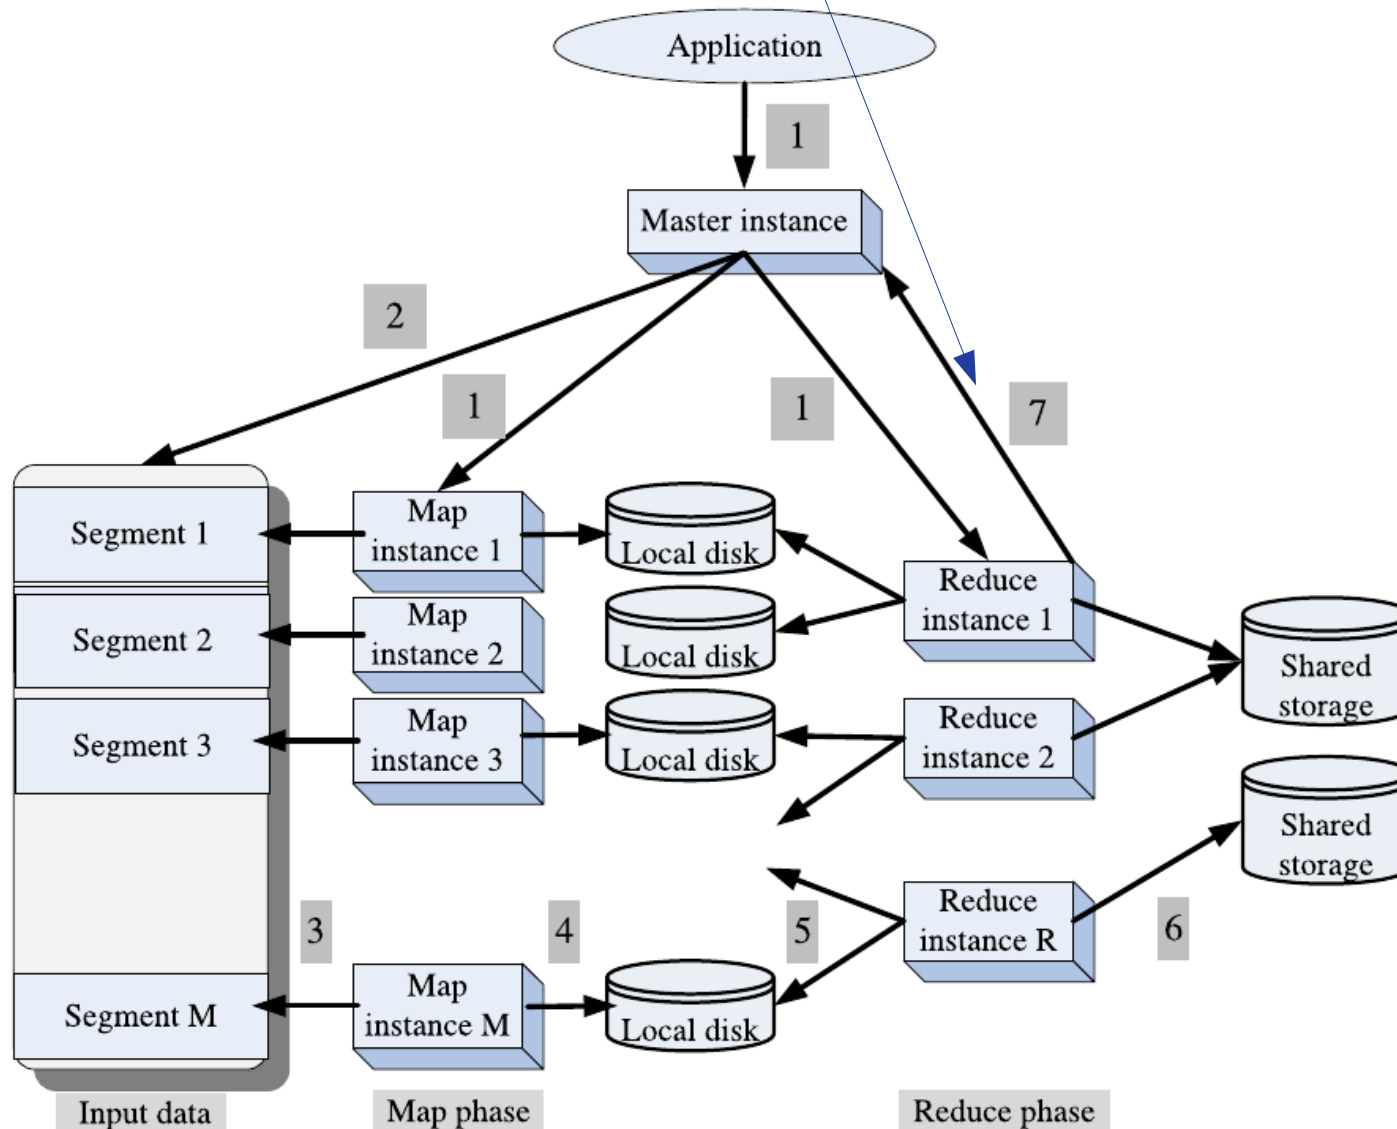 Application
1
Master instance
2
1
1
7
Segment 1
Map
instance 1
Local disk
Reduce
instance 1
Segment 2
Map
instance 2
Local disk
Shared
storage
Segment 3
Map
instance 3
Local disk
Reduce
instance 2
Shared
storage
3
4
5
Reduce
instance R
6
Segment M
Map
instance M
Local disk
Input data
Map phase
Reduce phase